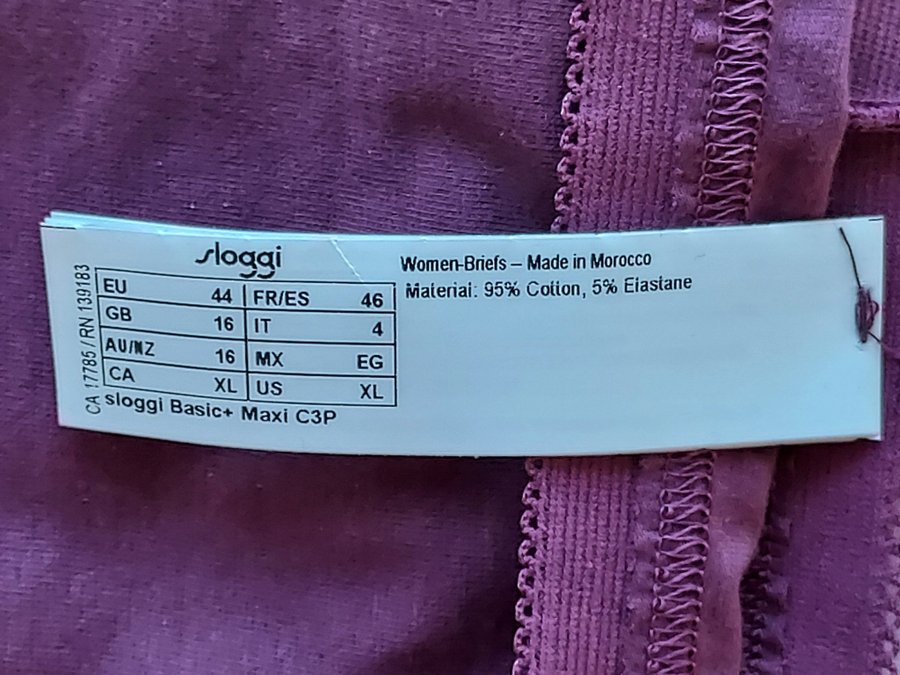 sloggi
EU 44 FR/ES 46
GB 16 IT 4
AU/NZ 16 MX EG
CA XL US XL
sloggi Basic+ Maxi C3P
CA 17785 / RN 139183
Women-Briefs – Made in Morocco
Material: 95% Cotton, 5% Elastane